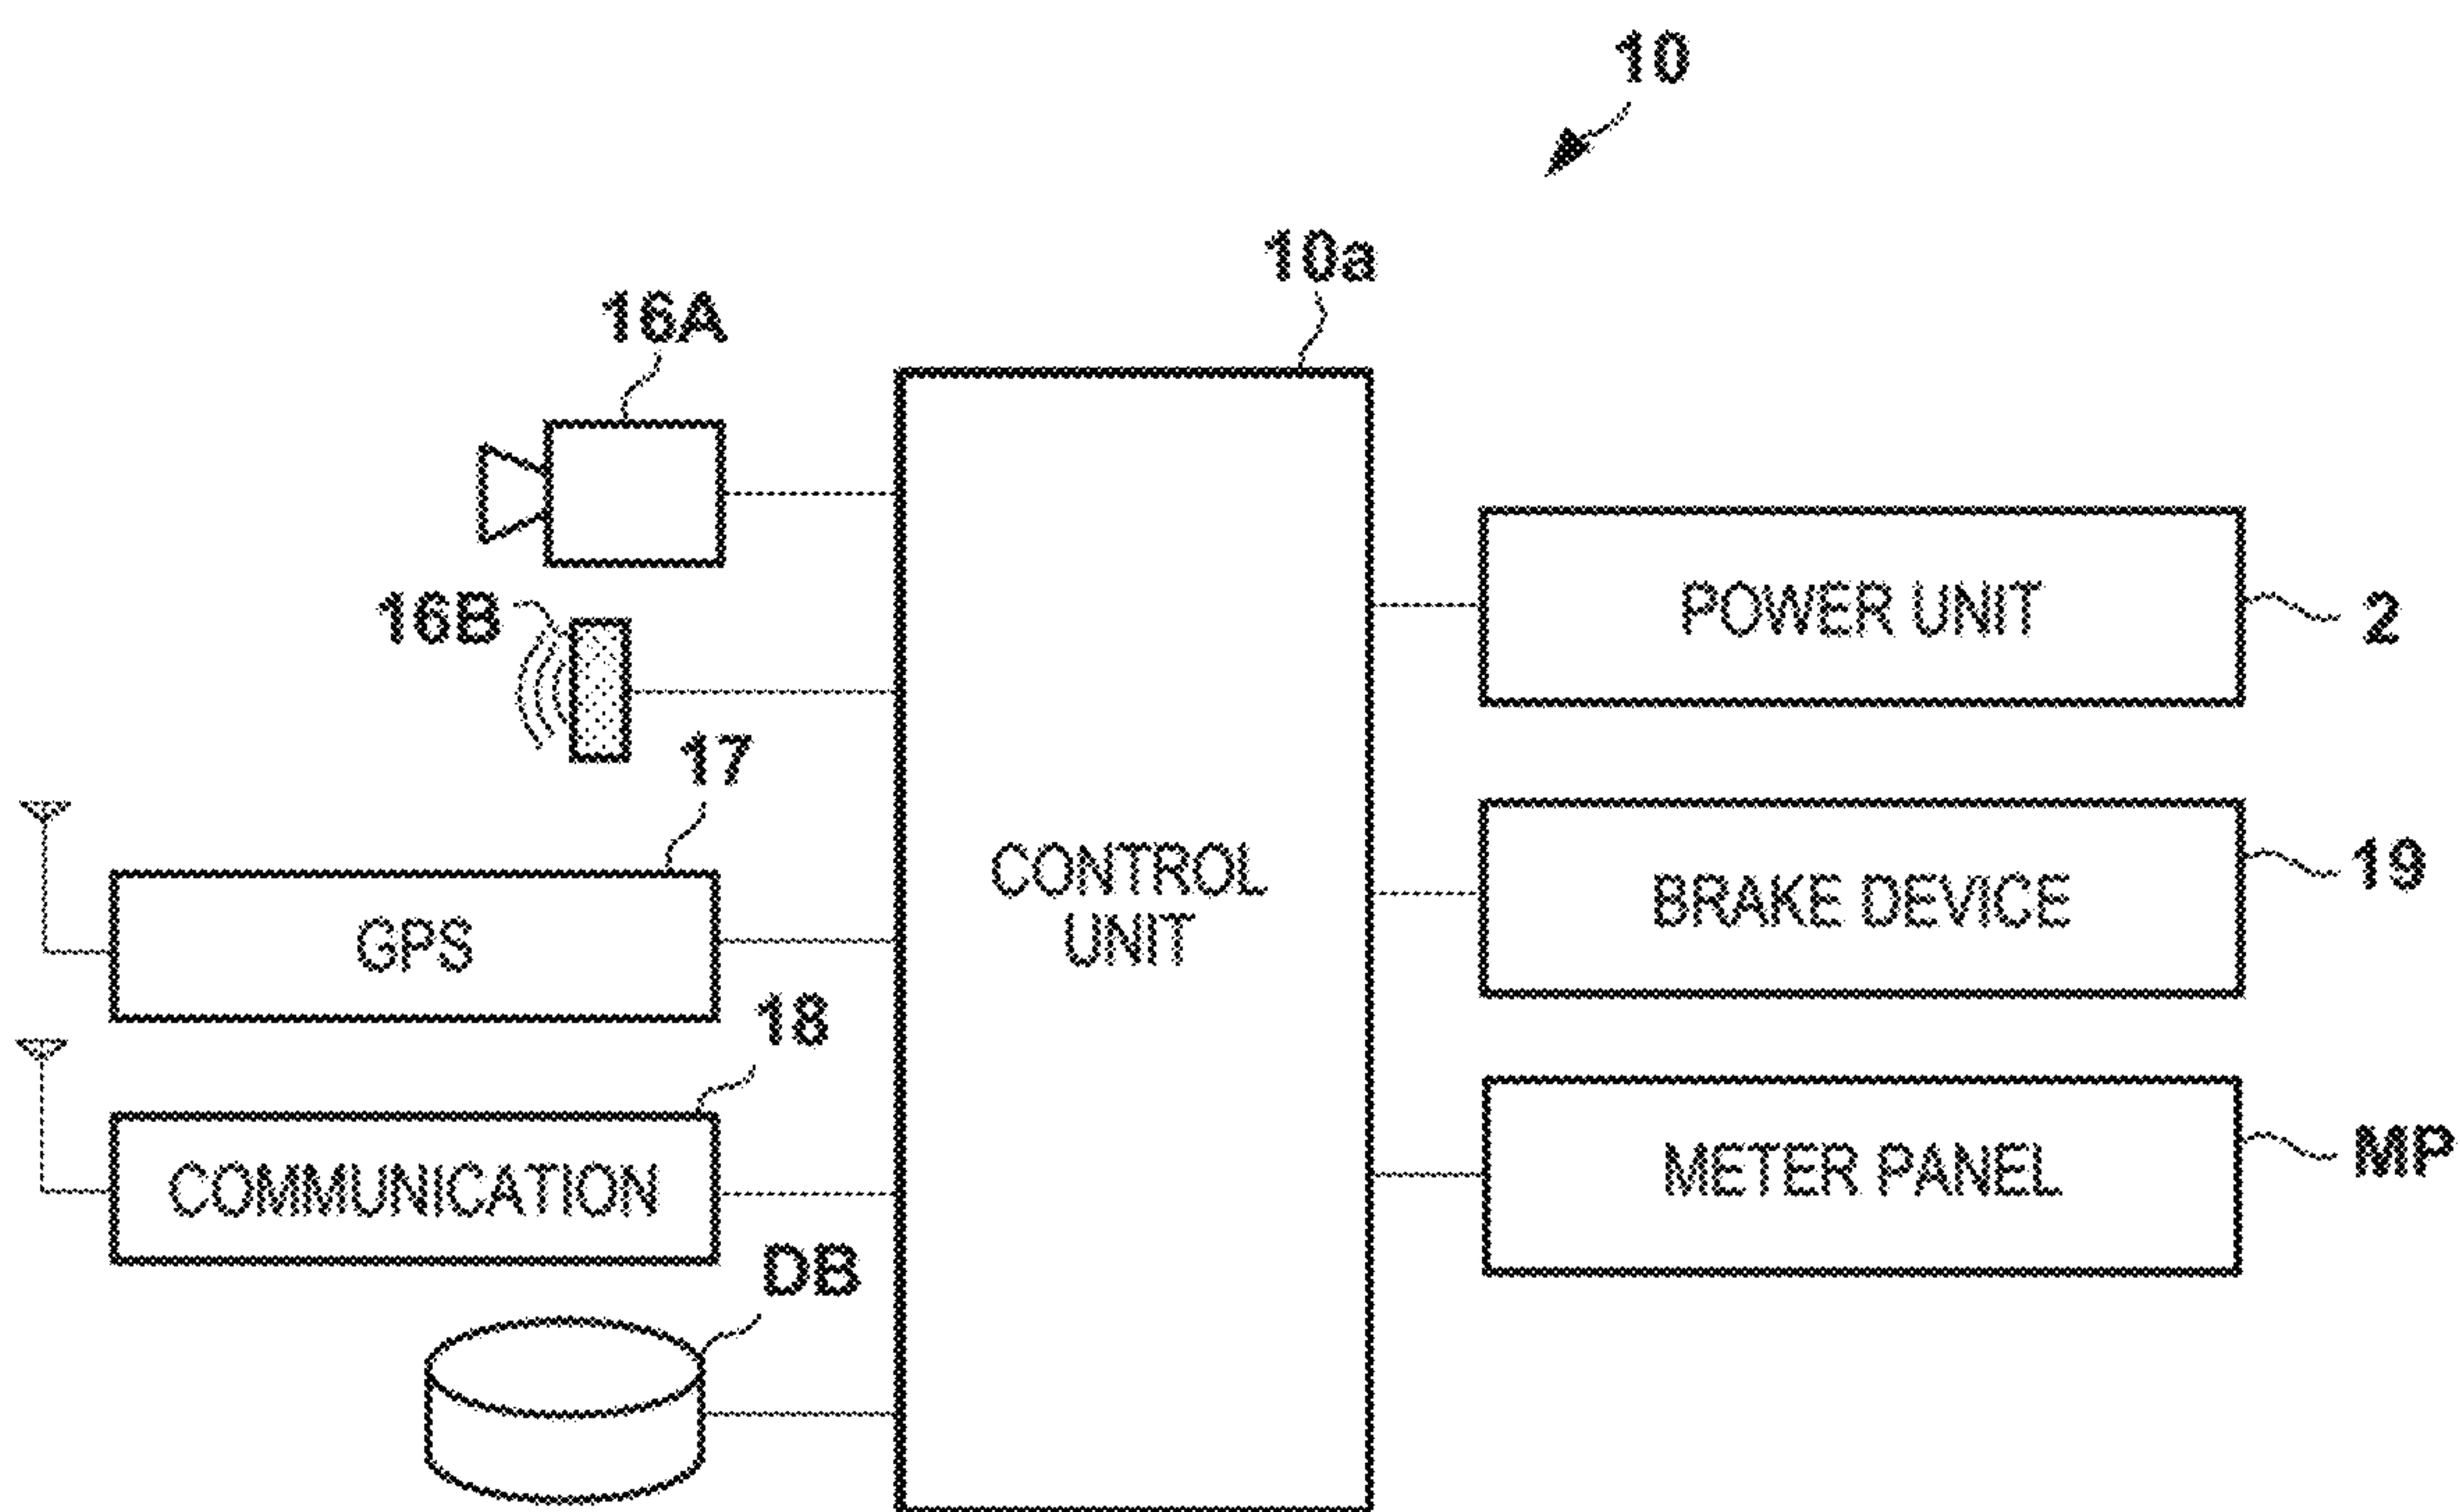 10
10a
16A
16B
POWER UNIT
2
17
CONTROL
UNIT
BRAKE DEVICE
19
GPS
18
COMMUNICATION
METER PANEL
MP
DB